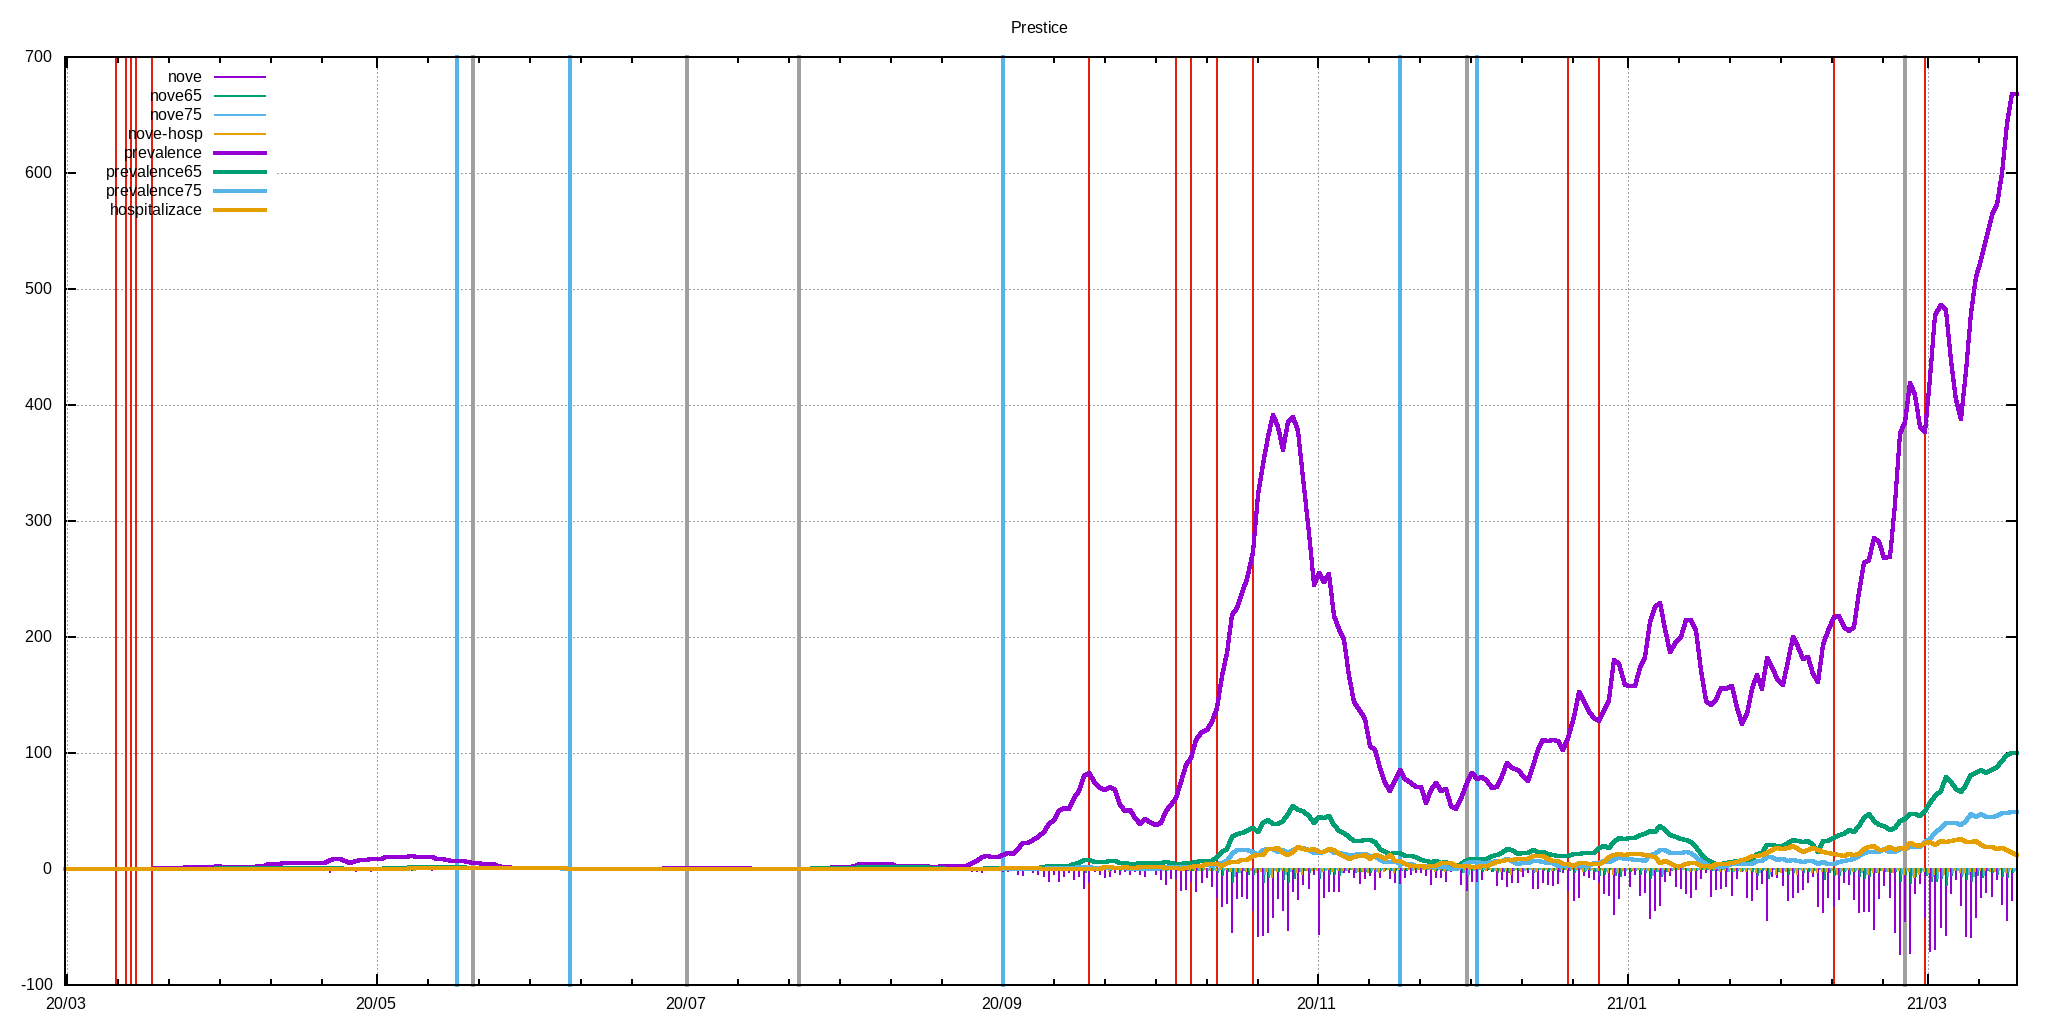 Prestice
700
600
500
400
300
200
100
0
-100
nove
nove65
nove75
nove-hosp
prevalence
prevalence65
prevalence75
hospitalizace
20/03
20/05
20/07
20/09
20/11
21/01
21/03